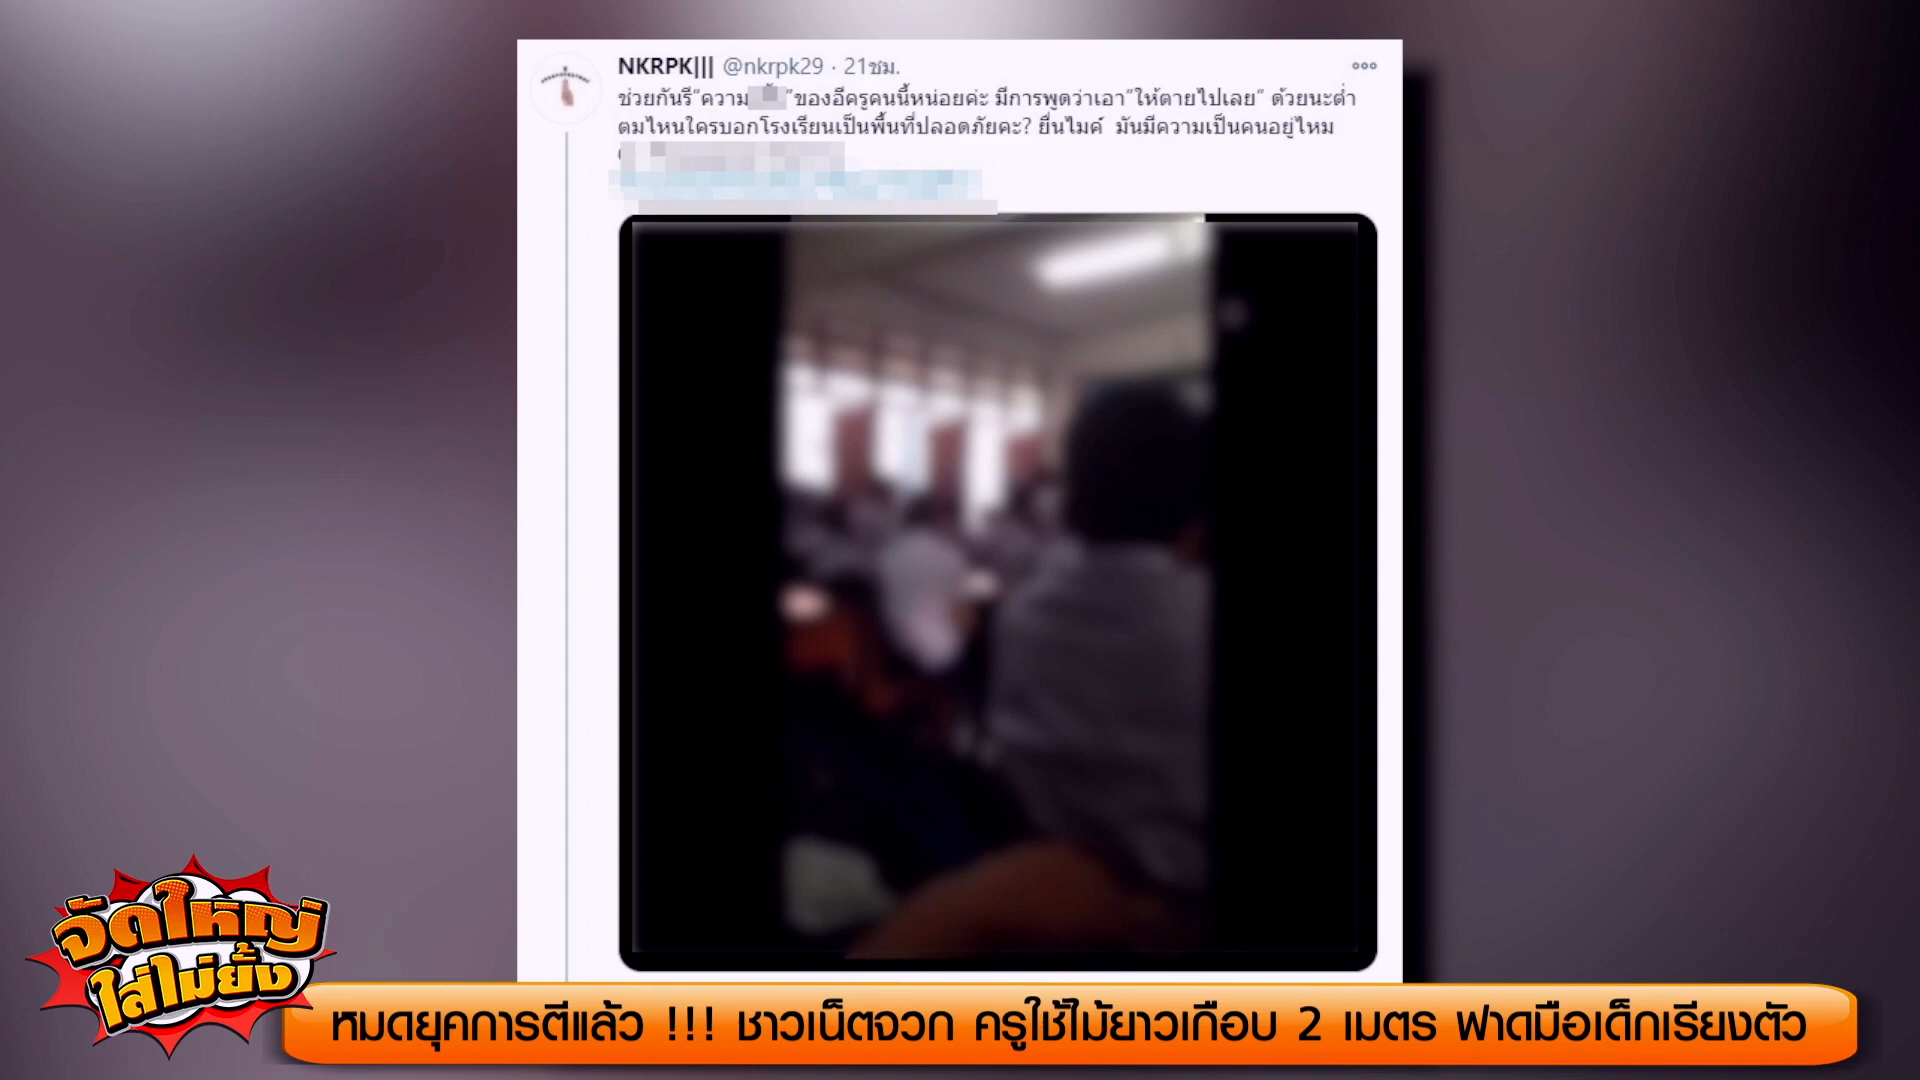 NKRPK||| @nkrpk29 · 21ชม.
ช่วยกันรี"ความ "ของอีครูคนนี้หน่อยค่ะ มีการพูดว่าเอา"ให้ตายไปเลย" ด้วยนะต่ำ
ตมไหนใครบอกโรงเรียนเป็นพื้นที่ปลอดภัยคะ? ยื่นไมค์ มันมีความเป็นคนอยู่ไหม
จัดใหญ่
ใส่ไม่ยั้ง
หมดยุคการตีแล้ว !!! ชาวเน็ตจวก ครูใช้ไม้ยาวเกือบ 2 เมตร ฟาดมือเด็กเรียงตัว